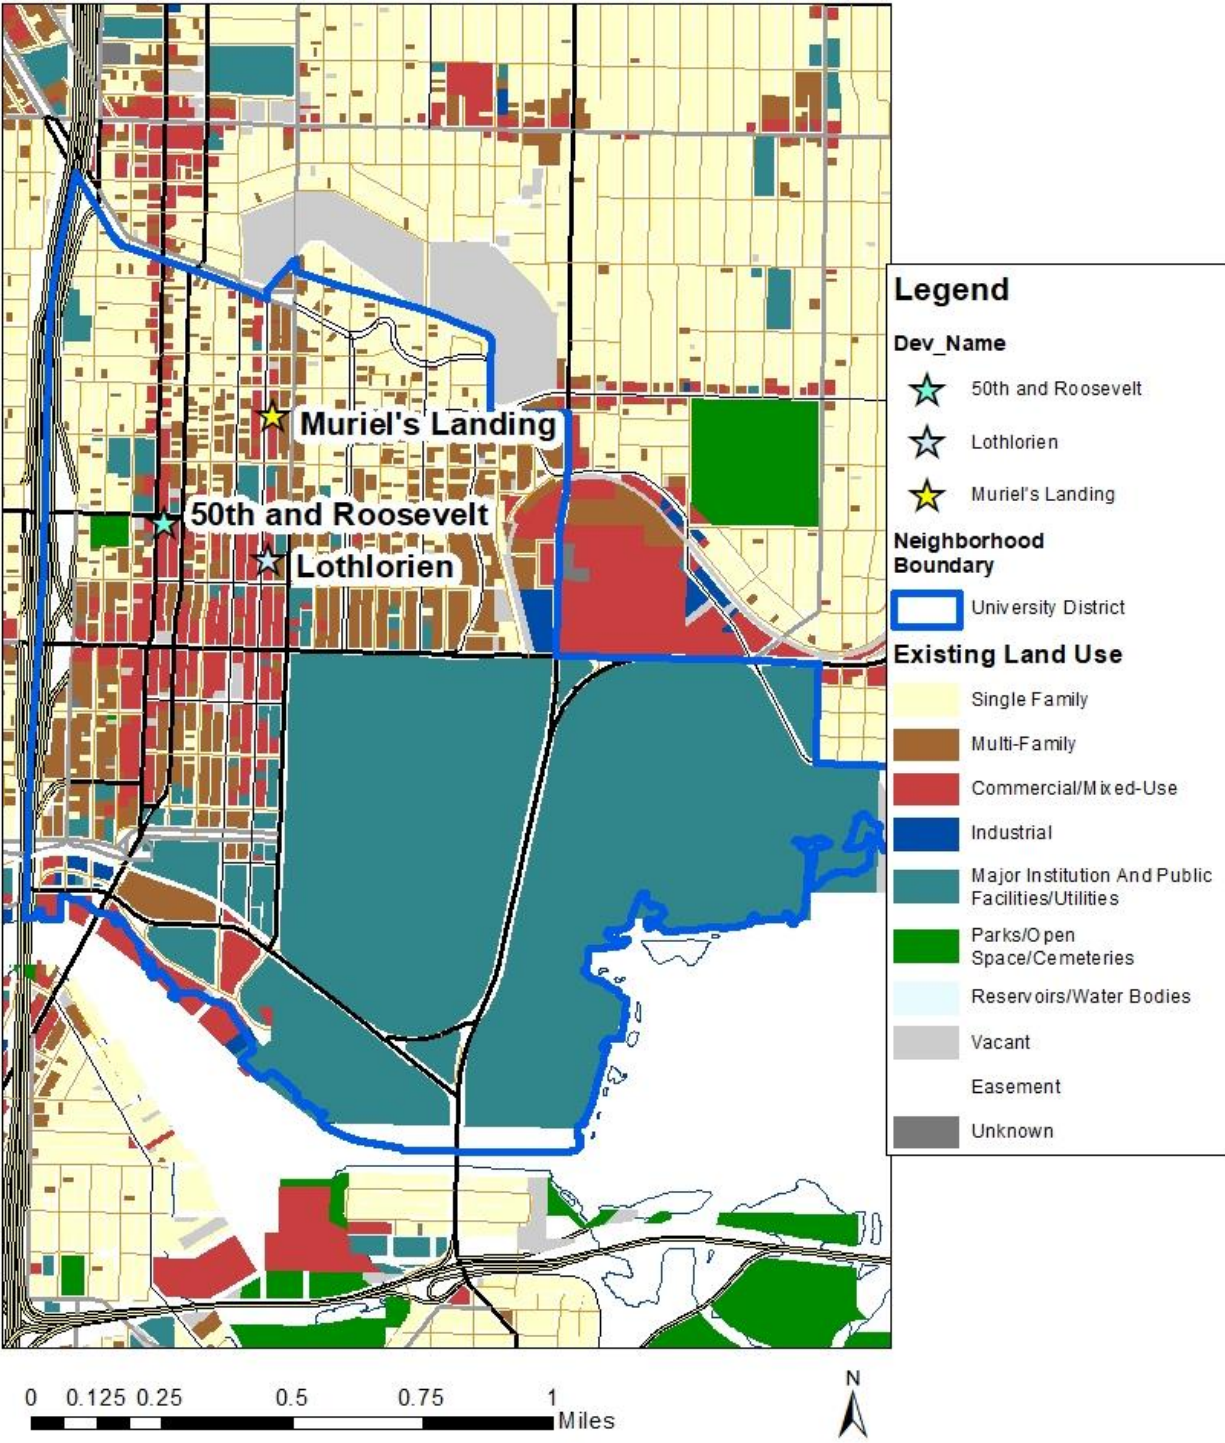 Muriel's Landing
50th and Roosevelt
Lothlorien
Legend
Dev_Name
50th and Roosevelt
Lothlorien
Muriel's Landing
Neighborhood
Boundary
University District
Existing Land Use
Single Family
Multi-Family
Commercial/Mixed-Use
Industrial
Major Institution And Public
Facilities/Utilities
Parks/Open
Space/Cemeteries
Reservoirs/Water Bodies
Vacant
Easement
Unknown
0 0.125 0.25 0.5 0.75 1
Miles
N